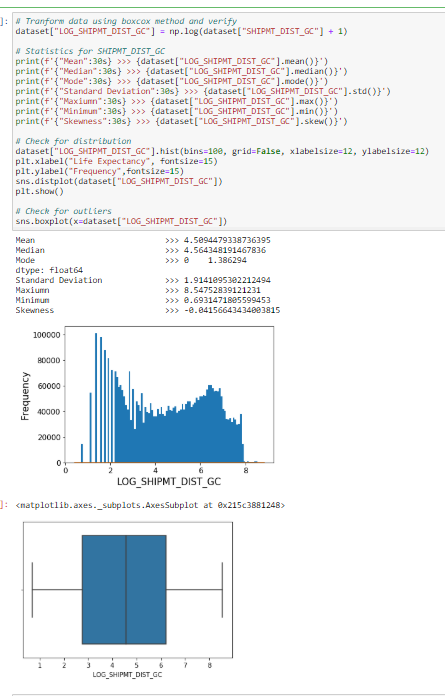 ]: # Tranform data using boxcox method and verify
dataset["LOG_SHIPMT_DIST_GC"] = np.log(dataset["SHIPMT_DIST_GC"] + 1)
# Statistics for SHIPMT_DIST_GC
print(f'{"Mean":30s} >>> {dataset["LOG_SHIPMT_DIST_GC"].mean()}')
print(f'{"Median":30s} >>> {dataset["LOG_SHIPMT_DIST_GC"].median()}')
print(f'{"Mode":30s} >>> {dataset["LOG_SHIPMT_DIST_GC"].mode()}')
print(f'{"Standard Deviation":30s} >>> {dataset["LOG_SHIPMT_DIST_GC"].std()}')
print(f'{"Maxiumn":30s} >>> {dataset["LOG_SHIPMT_DIST_GC"].max()}')
print(f'{"Minimum":30s} >>> {dataset["LOG_SHIPMT_DIST_GC"].min()}')
print(f'{"Skewness":30s} >>> {dataset["LOG_SHIPMT_DIST_GC"].skew()}')
# Check for distribution
dataset["LOG_SHIPMT_DIST_GC"].hist(bins=100, grid=False, xlabelsize=12, ylabelsize=12)
plt.xlabel("Life Expectancy", fontsize=15)
plt.ylabel("Frequency",fontsize=15)
sns.distplot(dataset["LOG_SHIPMT_DIST_GC"])
plt.show()
# Check for outliers
sns.boxplot(x=dataset["LOG_SHIPMT_DIST_GC"])
Mean >>> 4.5094479338736395
Median >>> 4.564348191467836
Mode >>> 0 1.386294
dtype: float64
Standard Deviation >>> 1.9141095302212494
Maxiumn >>> 8.54752839121231
Minimum >>> 0.6931471805599453
Skewness >>> -0.04156643434003815
100000
80000
60000
40000
20000
0
Frequency
0 2 4 6 8
LOG_SHIPMT_DIST_GC
]: <matplotlib.axes._subplots.AxesSubplot at 0x215c3881248>
1 2 3 4 5 6 7 8
LOG_SHIPMT_DIST_GC